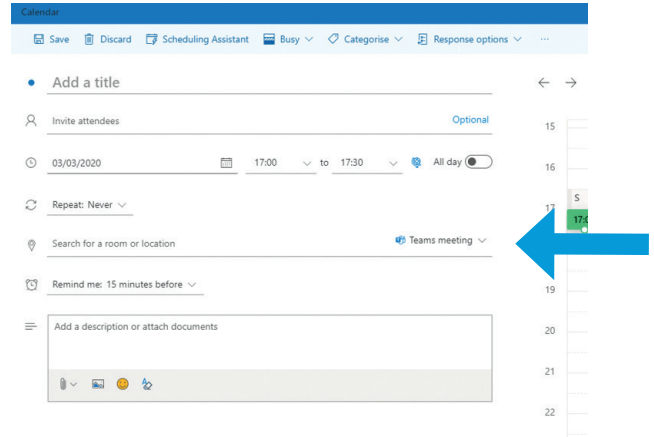 Calendar
Save Discard Scheduling Assistant Busy Categorise Response options ...
Add a title
Invite attendees Optional
03/03/2020 17:00 to 17:30 All day
Repeat: Never
Search for a room or location Teams meeting
Remind me: 15 minutes before
Add a description or attach documents
15
16
17
S
17:0
19
20
21
22